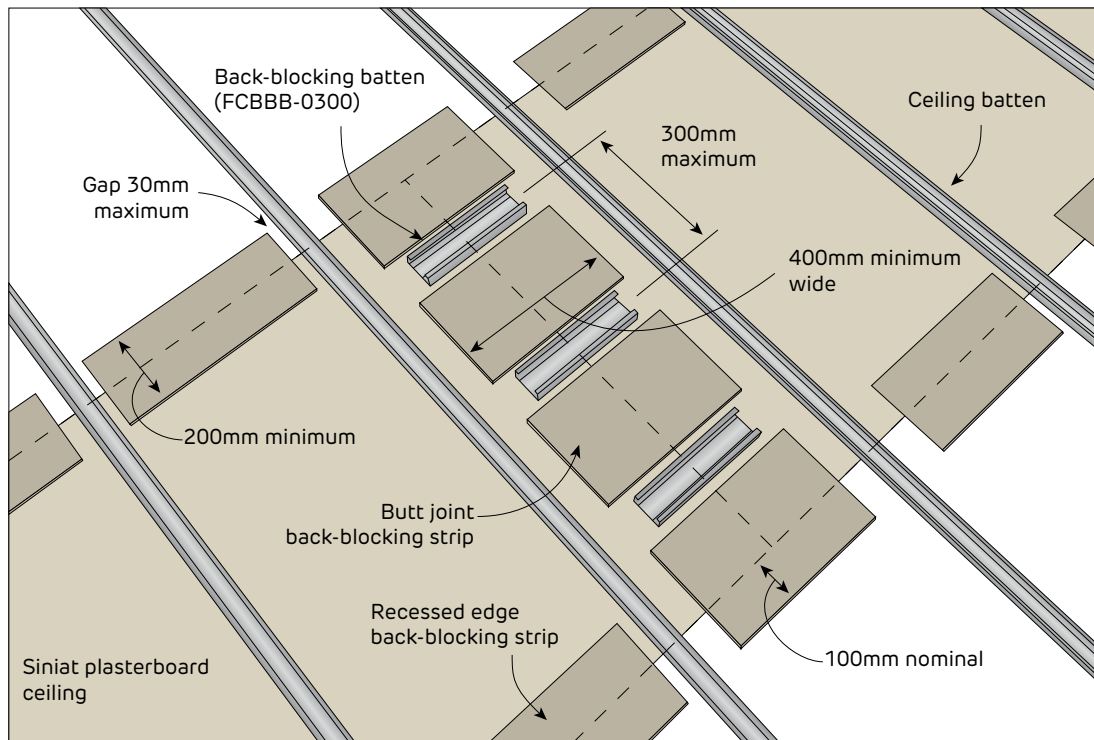 Back-blocking batten
(FCBBB-0300)
Ceiling batten
300mm
maximum
Gap 30mm
maximum
400mm minimum
wide
200mm minimum
Butt joint
back-blocking strip
Recessed edge
back-blocking strip
100mm nominal
Siniat plasterboard
ceiling